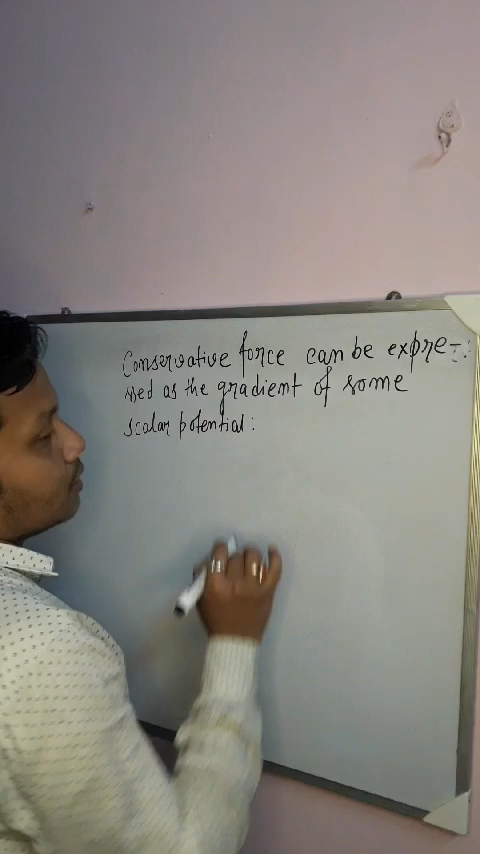 Conservative force can be expre-
ssed as the gradient of some
scalar potential: